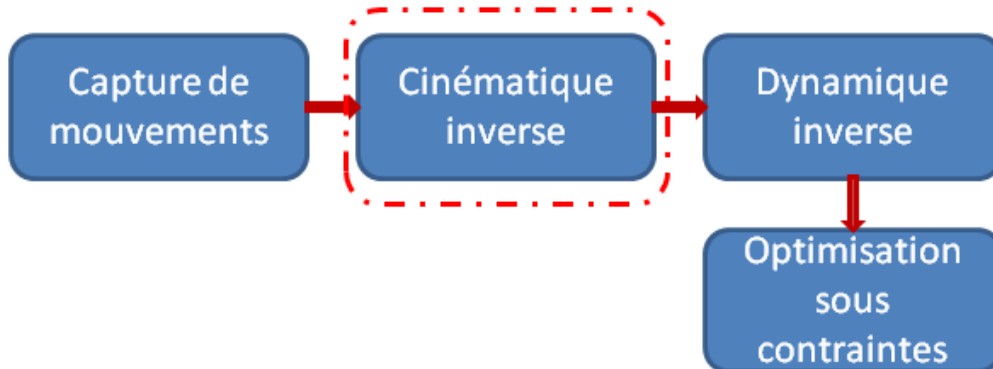 Capture de
mouvements
Cinématique
inverse
Dynamique
inverse
Optimisation
sous
contraintes